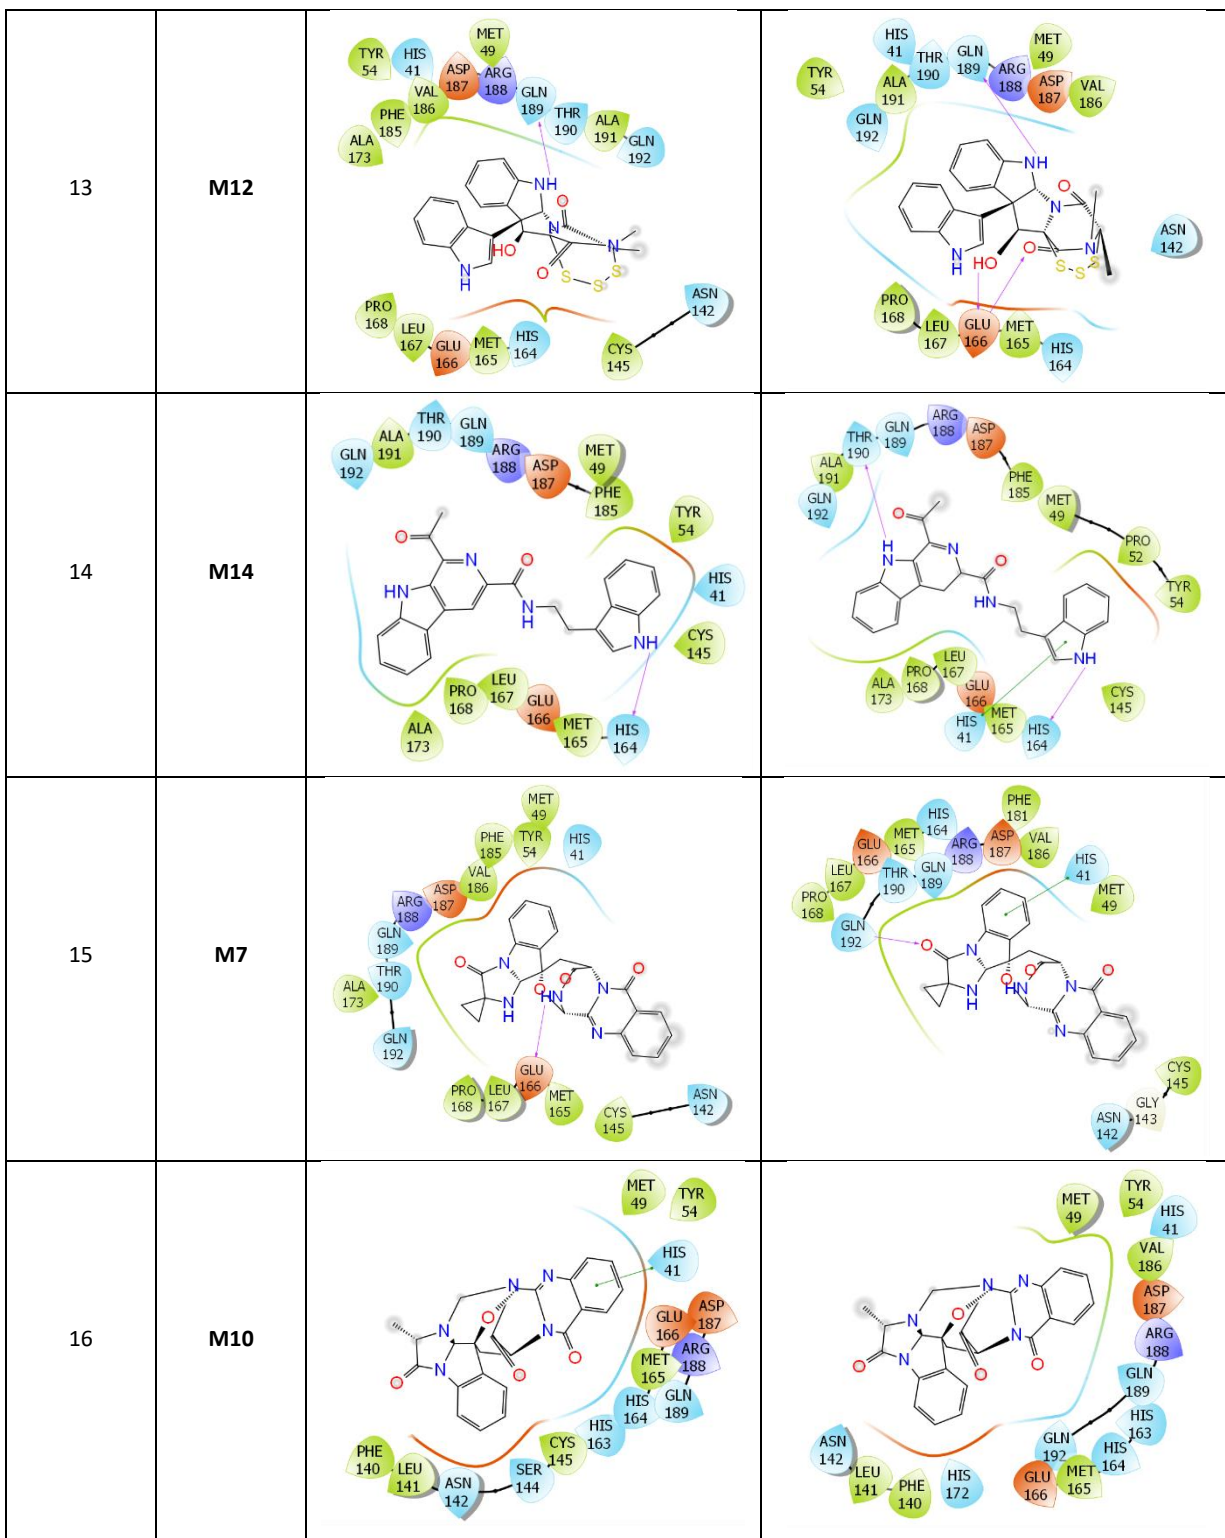 13
M12
TYR 54
HIS 41
MET 49
ASP 187
ARG 188
VAL 186
GLN 189
PHE 185
THR 190
ALA 191
ALA 173
GLN 192
NH
O
N
N
HO
O
S
S
S
N
H
PRO 168
LEU 167
GLU 166
MET 165
HIS 164
CYS 145
ASN 142
HIS 41
THR 190
GLN 189
MET 49
ARG 188
ASP 187
VAL 186
TYR 54
ALA 191
GLN 192
NH
O
N
N
O
HO
S
S
S
N
H
ASN 142
PRO 168
LEU 167
GLU 166
MET 165
HIS 164
14
M14
GLN 192
ALA 191
THR 190
GLN 189
ARG 188
ASP 187
MET 49
PHE 185
TYR 54
HIS 41
CYS 145
O
N
HN
O
N
H
NH
ALA 173
PRO 168
LEU 167
GLU 166
MET 165
HIS 164
THR 190
GLN 189
ARG 188
ASP 187
ALA 191
GLN 192
PHE 185
MET 49
PRO 52
TYR 54
O
H
N
N
O
NH
NH
ALA 173
PRO 168
LEU 167
GLU 166
HIS 41
MET 165
HIS 164
CYS 145
15
M7
MET 49
PHE 185
TYR 54
HIS 41
VAL 186
ASP 187
ARG 188
GLN 189
THR 190
ALA 173
GLN 192
O
N
N
H
O
O
HN
N
O
N
PRO 168
LEU 167
GLU 166
MET 165
CYS 145
ASN 142
PHE 181
HIS 164
MET 165
GLU 166
ARG 188
ASP 187
VAL 186
LEU 167
THR 190
GLN 189
HIS 41
MET 49
PRO 168
GLN 192
O
N
N
H
O
O
HN
N
O
N
CYS 145
GLY 143
ASN 142
16
M10
MET 49
TYR 54
HIS 41
GLU 166
ASP 187
ARG 188
MET 165
GLN 189
HIS 164
HIS 163
CYS 145
SER 144
ASN 142
LEU 141
PHE 140
N
N
O
N
N
N
O
O
O
MET 49
TYR 54
HIS 41
VAL 186
ASP 187
ARG 188
GLN 189
HIS 163
HIS 164
GLN 192
MET 165
GLU 166
HIS 172
PHE 140
LEU 141
ASN 142
N
N
O
N
N
N
O
O
O